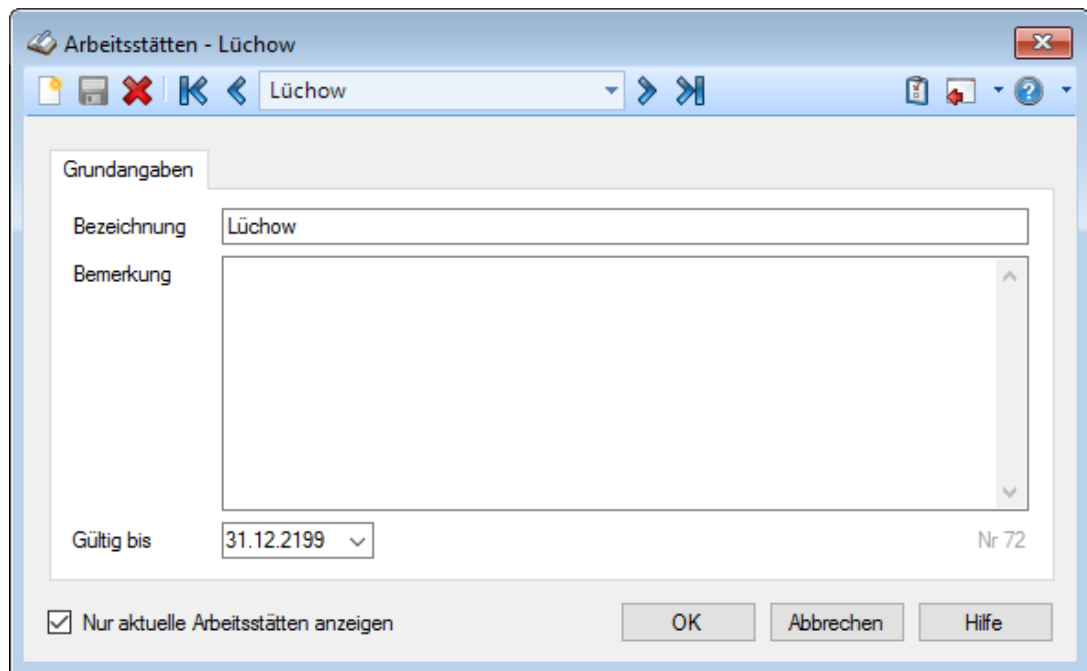 Arbeitsstätten - Lüchow
Lüchow
Grundangaben
Bezeichnung Lüchow
Bemerkung
Gültig bis 31.12.2199 Nr 72
Nur aktuelle Arbeitsstätten anzeigen OK Abbrechen Hilfe